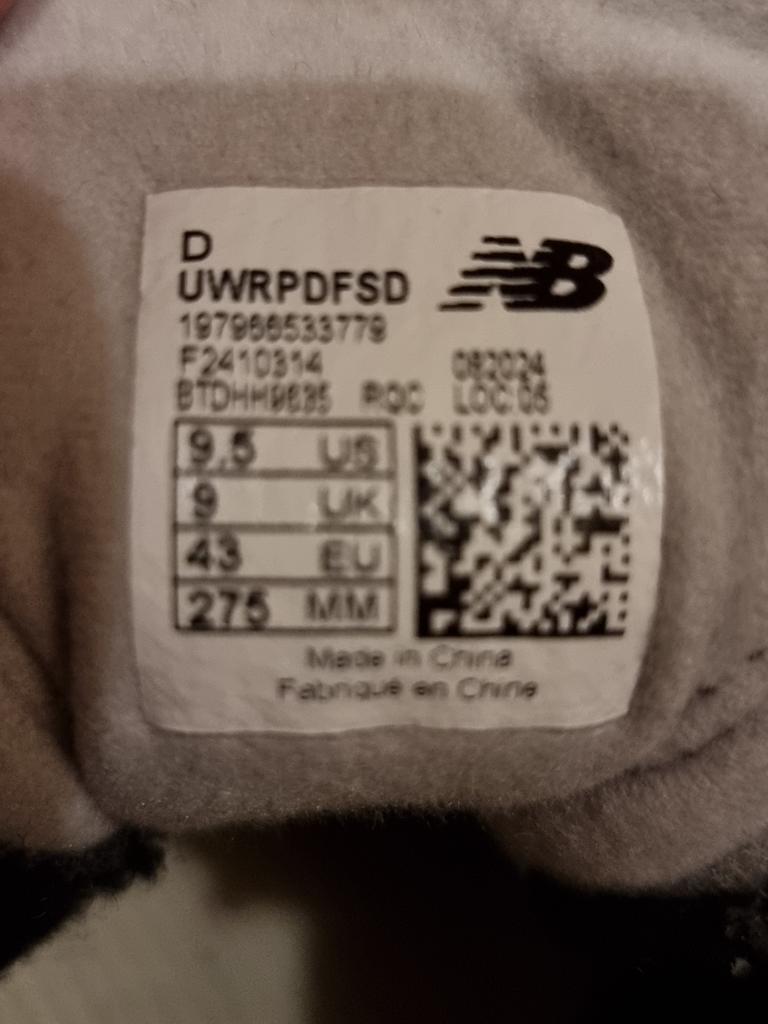 D
UWRPDFSD
NB
197966533779
F2410314 082024
BTDHH9635 RQC LOC:05
9.5 US
9 UK
43 EU
275 MM
Made in China
Fabriqué en Chine